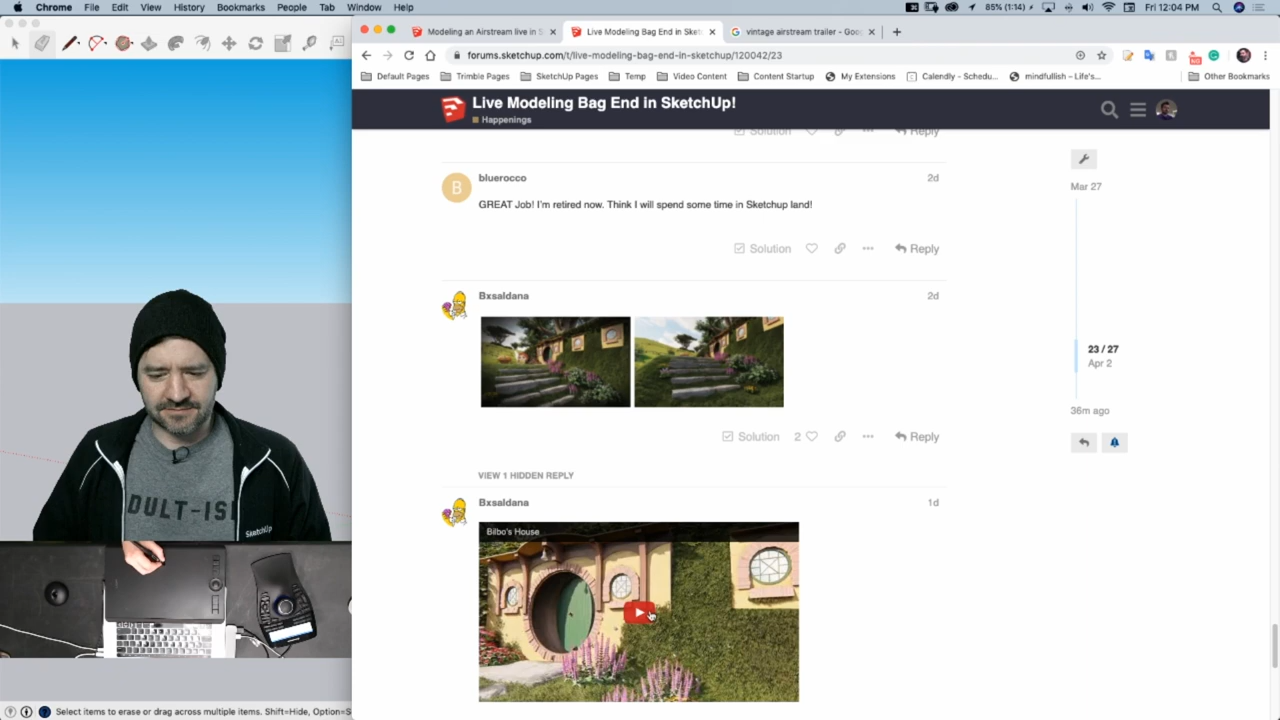 Chrome File Edit View History Bookmarks People Tab Window Help
85% (1:14) Fri 12:04 PM
Modeling an Airstream live in S
Live Modeling Bag End in Sket
vintage airstream trailer - Goo
forums.sketchup.com/t/live-modeling-bag-end-in-sketchup/120042/23
Default Pages Trimble Pages SketchUp Pages Temp Video Content Content Startup My Extensions Calendly - Schedu... mindfullish – Life's... Other Bookmarks
Live Modeling Bag End in SketchUp!
Happenings
Solution Reply
Mar 27
B
bluerocco 2d
GREAT Job! I'm retired now. Think I will spend some time in Sketchup land!
Solution Reply
Bxsaldana 2d
23 / 27
Apr 2
36m ago
Solution 2 Reply
VIEW 1 HIDDEN REPLY
Bxsaldana 1d
Bilbo's House
DULT-IS
SketchUp
Select items to erase or drag across multiple items. Shift=Hide, Option=S